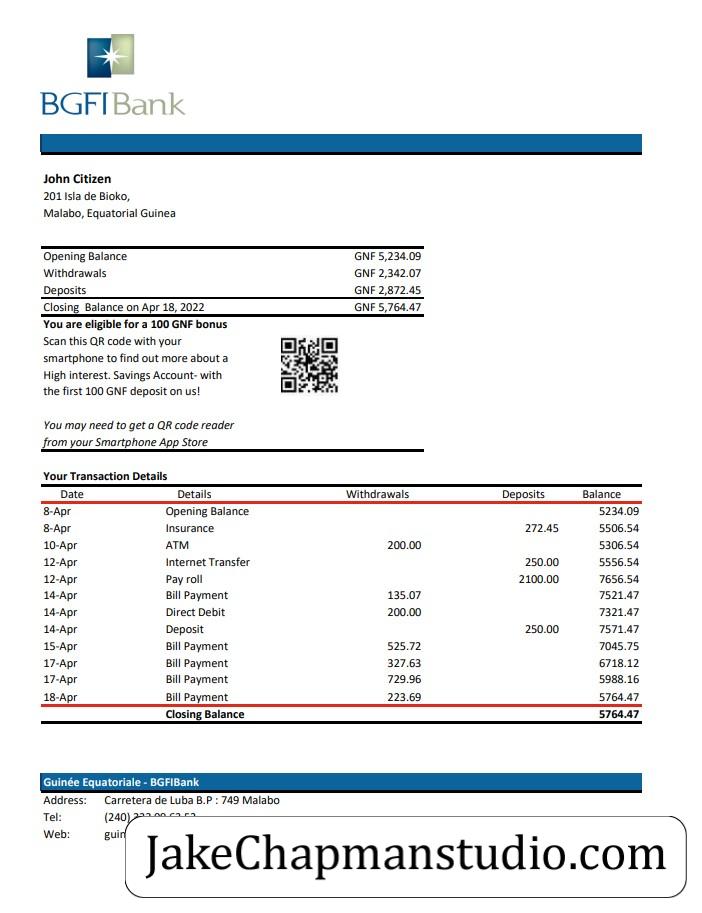 BGFIBank
John Citizen
201 Isla de Bioko,
Malabo, Equatorial Guinea
Opening Balance GNF 5,234.09
Withdrawals GNF 2,342.07
Deposits GNF 2,872.45
Closing Balance on Apr 18, 2022 GNF 5,764.47
You are eligible for a 100 GNF bonus
Scan this QR code with your
smartphone to find out more about a
High interest. Savings Account- with
the first 100 GNF deposit on us!
You may need to get a QR code reader
from your Smartphone App Store
Your Transaction Details
Date Details Withdrawals Deposits Balance
8-Apr Opening Balance 5234.09
8-Apr Insurance 272.45 5506.54
10-Apr ATM 200.00 5306.54
12-Apr Internet Transfer 250.00 5556.54
12-Apr Pay roll 2100.00 7656.54
14-Apr Bill Payment 135.07 7521.47
14-Apr Direct Debit 200.00 7321.47
14-Apr Deposit 250.00 7571.47
15-Apr Bill Payment 525.72 7045.75
17-Apr Bill Payment 327.63 6718.12
17-Apr Bill Payment 729.96 5988.16
18-Apr Bill Payment 223.69 5764.47
Closing Balance 5764.47
Guinée Equatoriale - BGFIBank
Address: Carretera de Luba B.P : 749 Malabo
Tel: (240)
Web:
JakeChapmanstudio.com